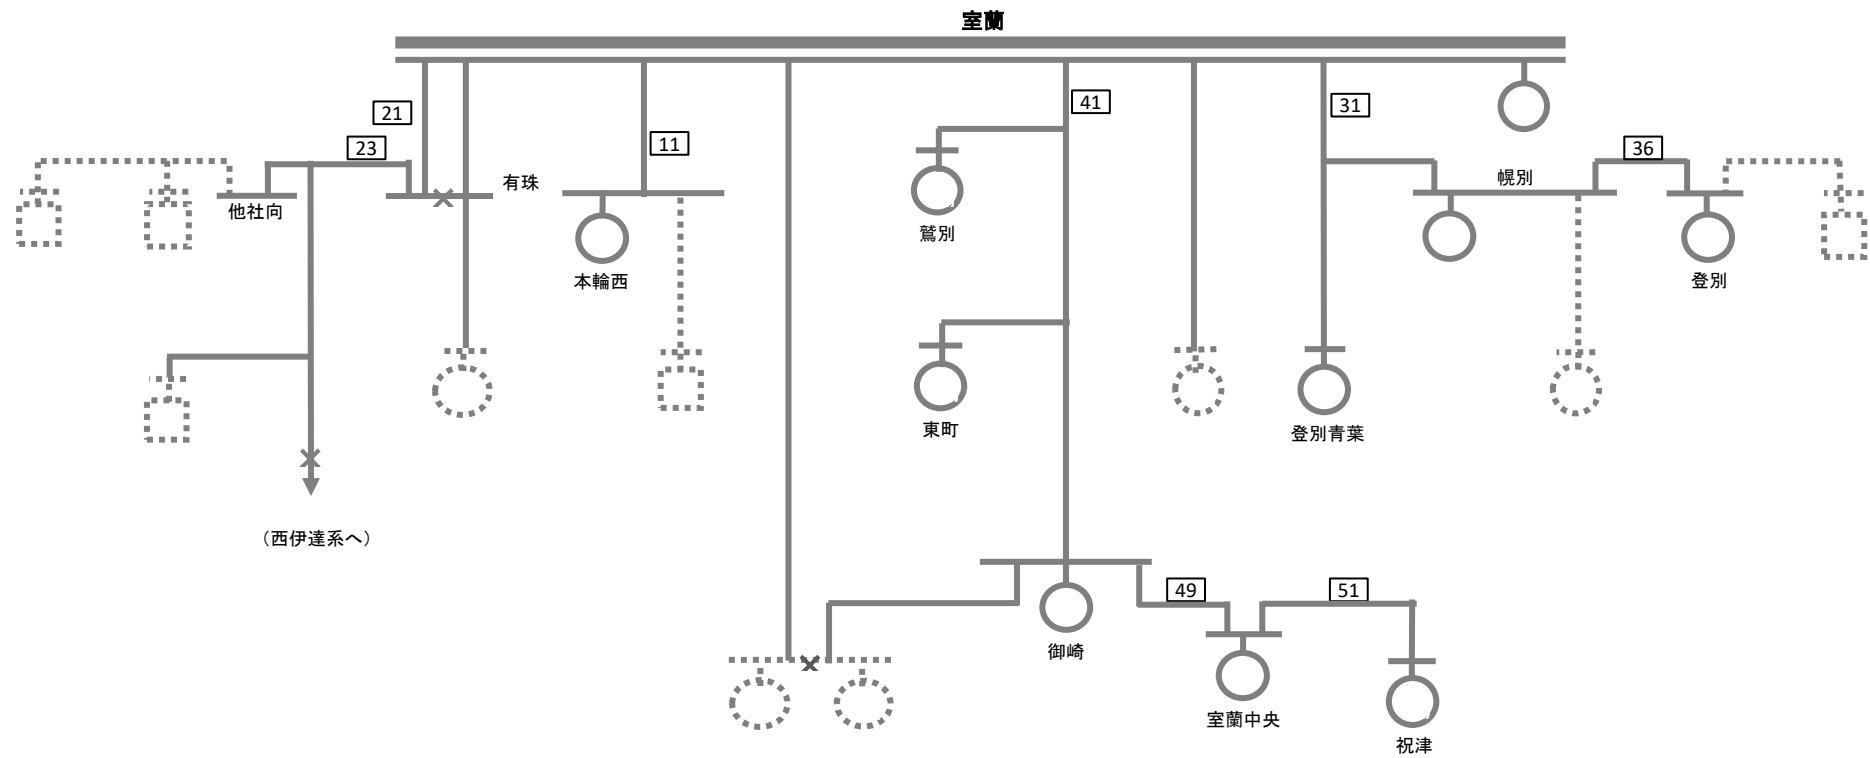 室蘭
41
31
21
11
23
36
幌別
有珠
他社向
鷲別
本輪西
登別
東町
登別青葉
（西伊達系へ）
49
51
御崎
室蘭中央
祝津